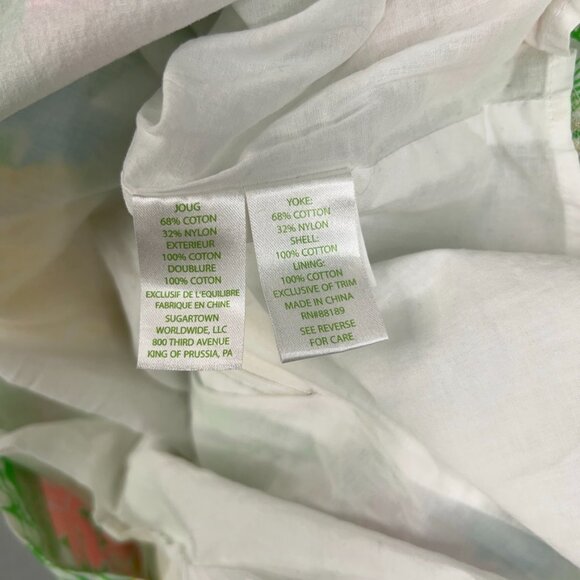 JOUG
68% COTON
32% NYLON
EXTERIEUR
100% COTON
DOUBLURE
100% COTON
EXCLUSIF DE L'EQUILIBRE
FABRIQUE EN CHINE
SUGARTOWN
WORLDWIDE, LLC
800 THIRD AVENUE
KING OF PRUSSIA, PA
YOKE:
68% COTTON
32% NYLON
SHELL:
100% COTTON
LINING:
100% COTTON
EXCLUSIVE OF TRIM
MADE IN CHINA
RN#88189
SEE REVERSE
FOR CARE